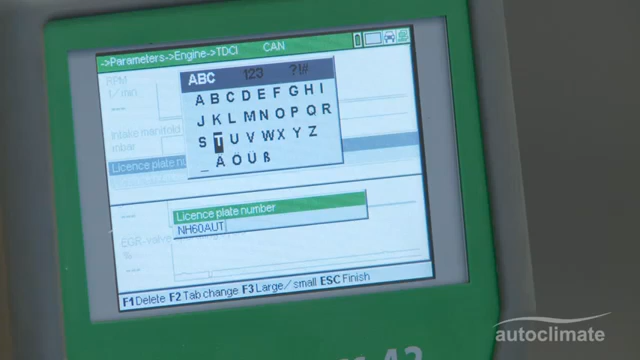 ->Parameters->Engine->TDCI CAN
RPM
1/min
ABC 123 ?!#
A B C D E F G H I
J K L M N O P Q R
S T U V W X Y Z
_ Ä Ö Ü ß
Intake manifold
mbar
Licence plate nu
Licence plate number
NH60AUT
EGR-valve
%
F1 Delete F2 Tab change F3 Large/small ESC Finish
autoclimate